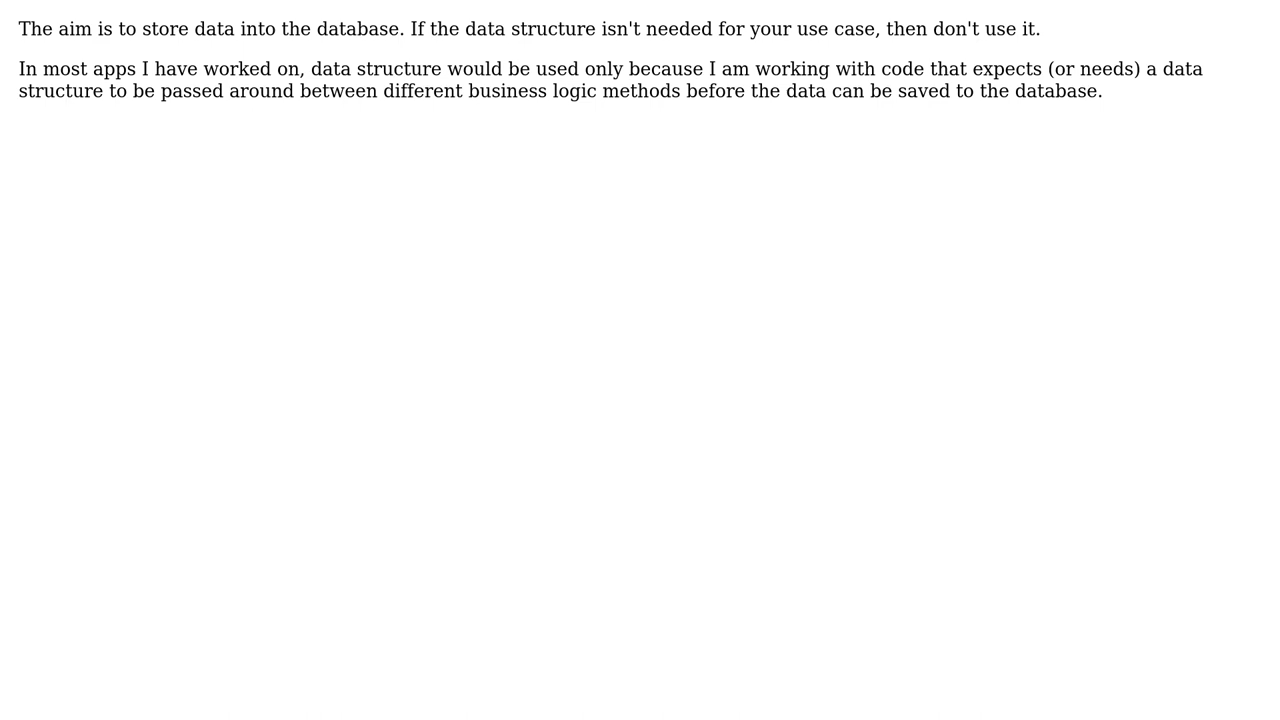 The aim is to store data into the database. If the data structure isn't needed for your use case, then don't use it.
In most apps I have worked on, data structure would be used only because I am working with code that expects (or needs) a data
structure to be passed around between different business logic methods before the data can be saved to the database.